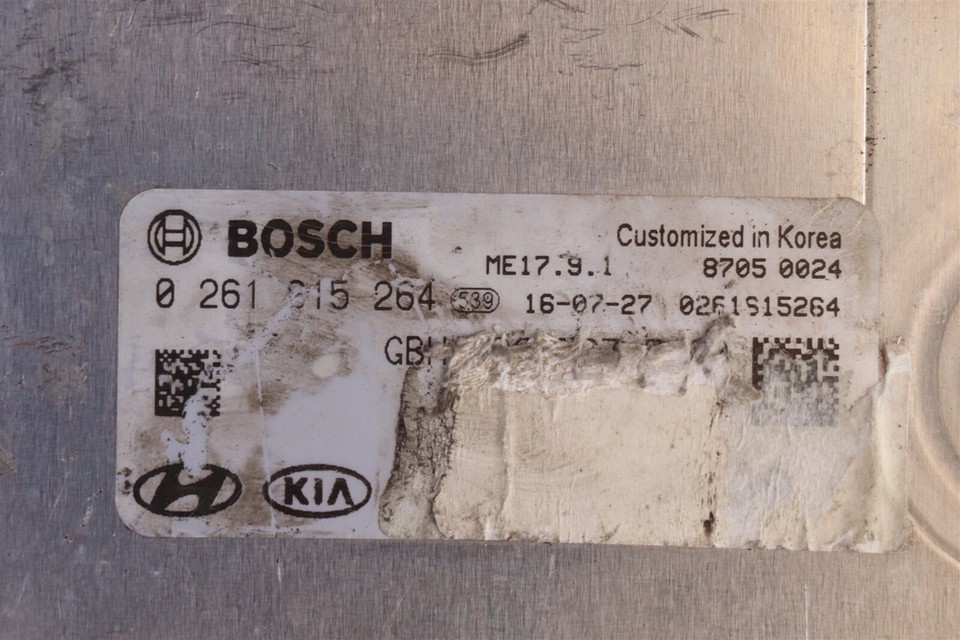 BOSCH
Customized in Korea
ME17.9.1 8705 0024
0 261 S15 264 539 16-07-27 0261S15264
KIA